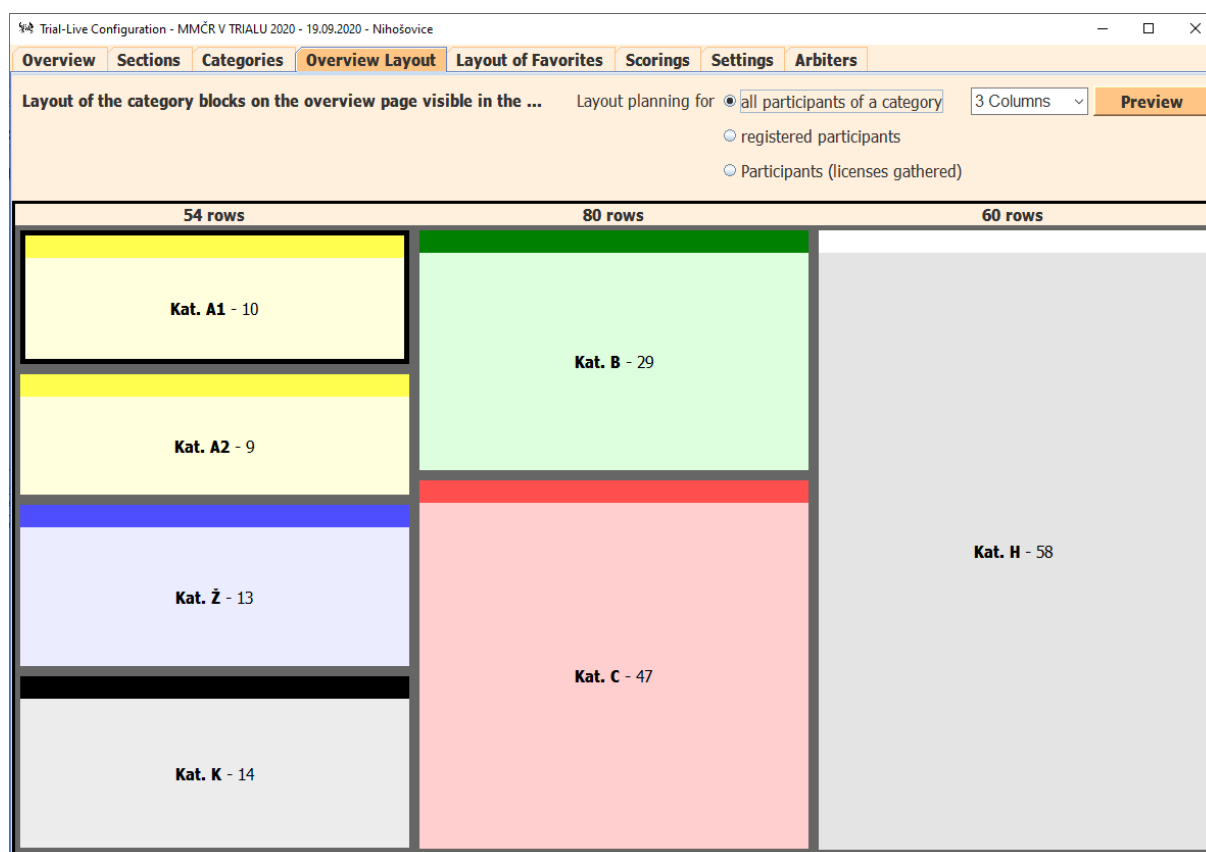 Trial-Live Configuration - MMČR V TRIALU 2020 - 19.09.2020 - Nihošovice
Overview Sections Categories Overview Layout Layout of Favorites Scorings Settings Arbiters
Layout of the category blocks on the overview page visible in the ... Layout planning for all participants of a category 3 Columns Preview
registered participants
Participants (licenses gathered)
54 rows 80 rows 60 rows
Kat. A1 - 10
Kat. B - 29
Kat. A2 - 9
Kat. H - 58
Kat. Ž - 13
Kat. C - 47
Kat. K - 14